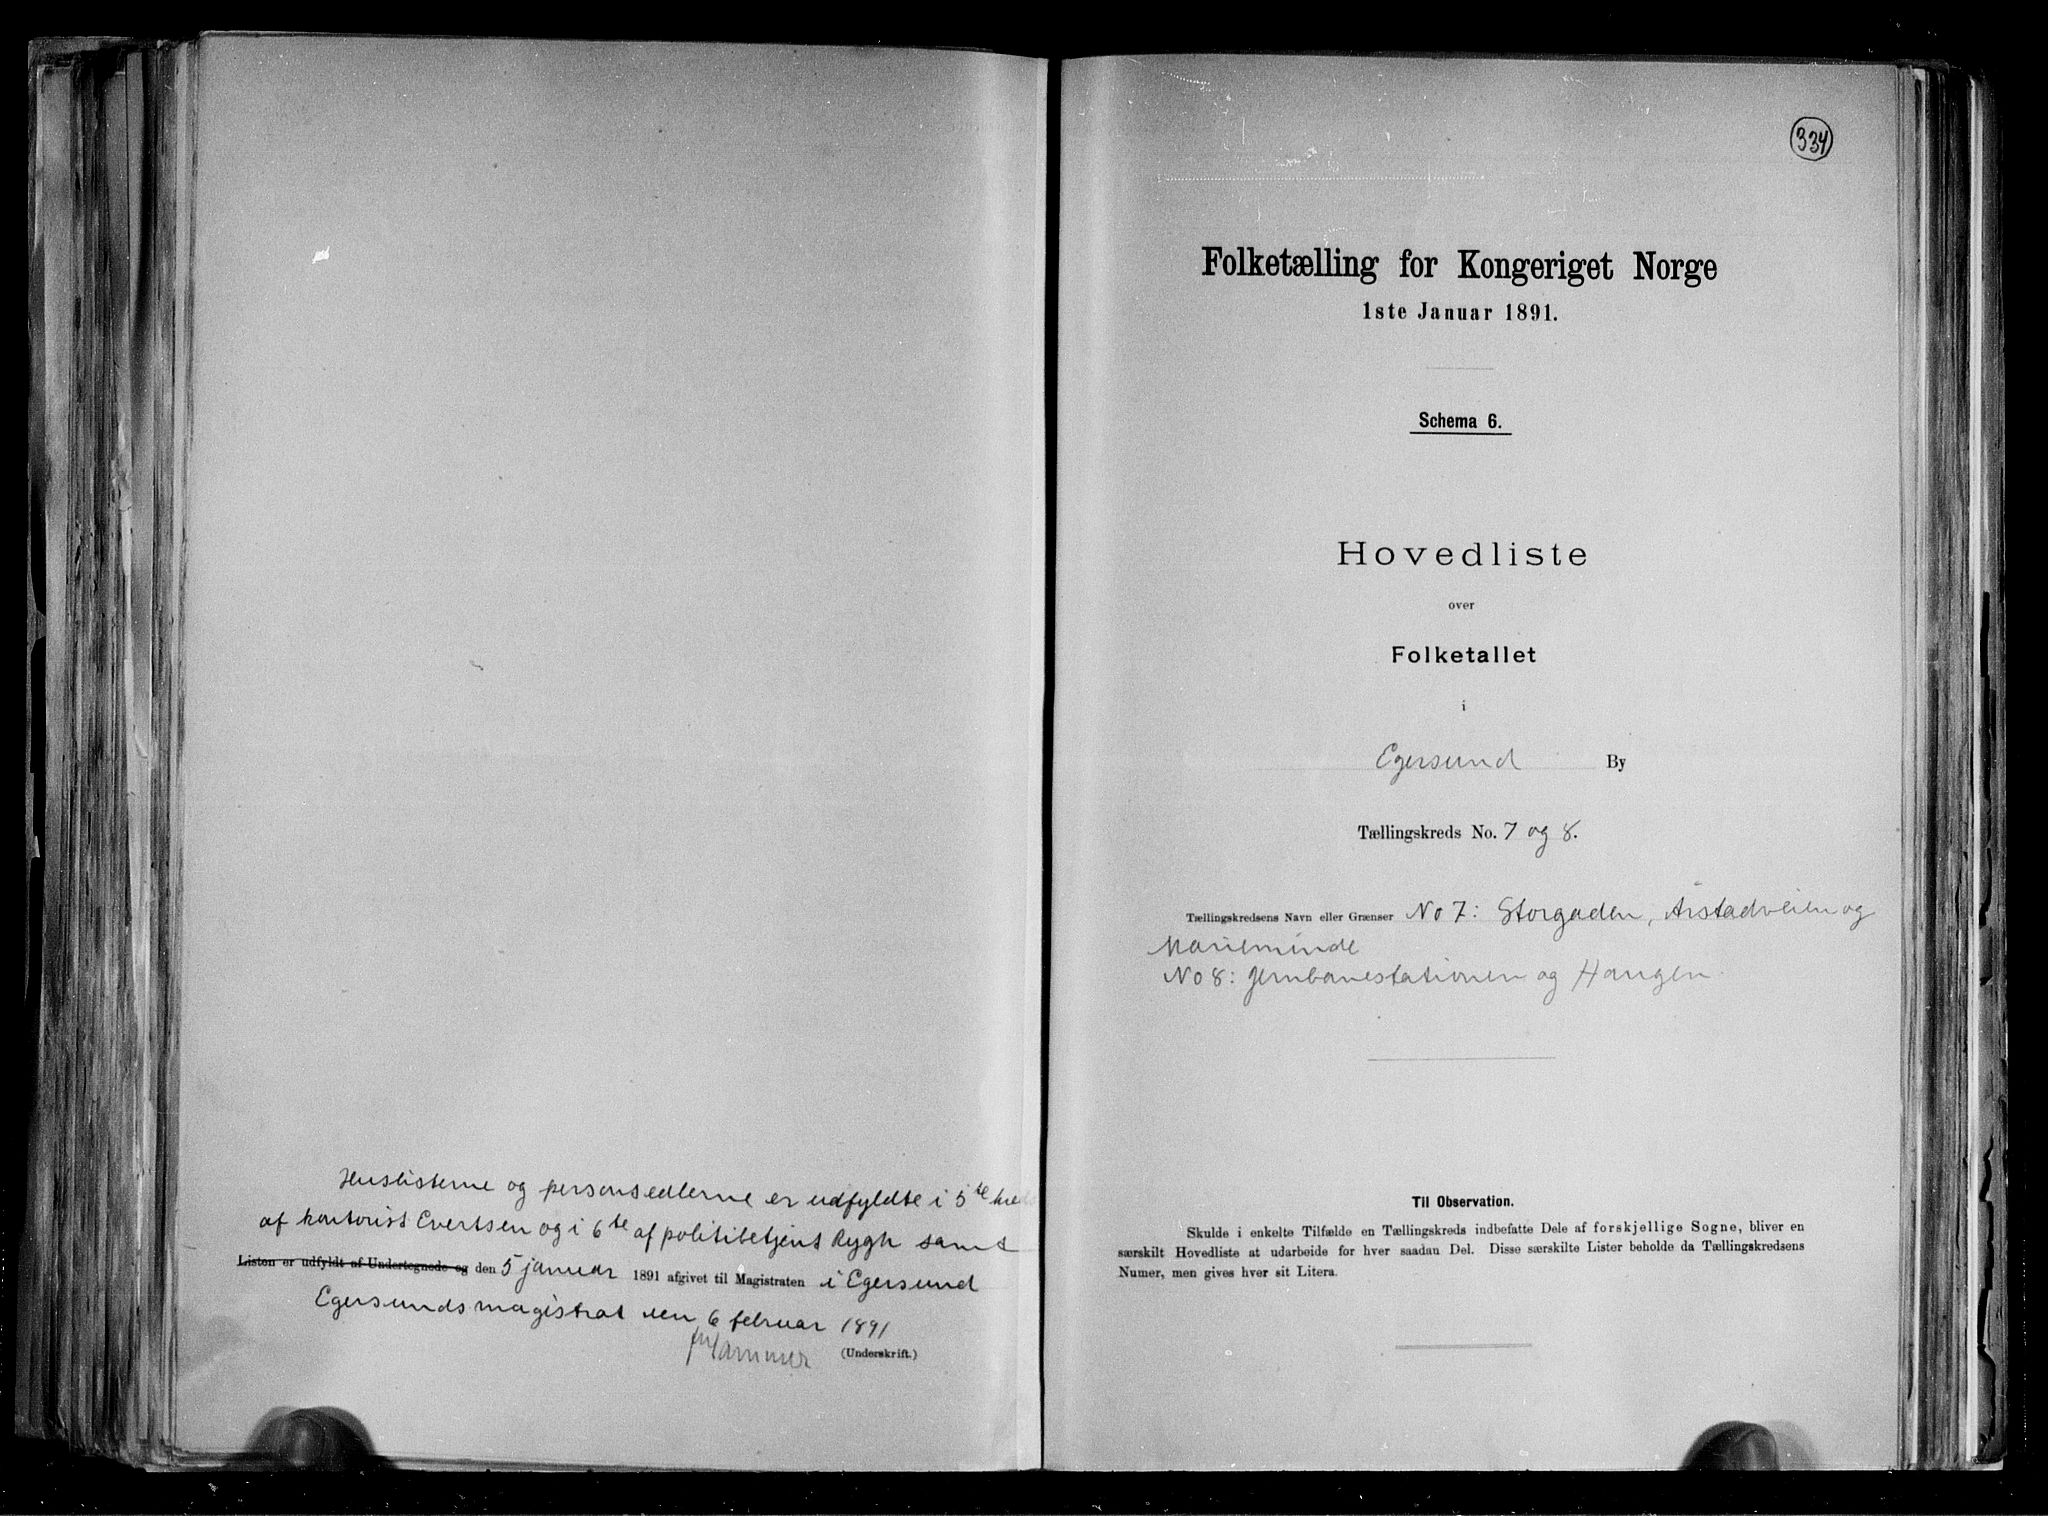 Huslisterne og personsedlerne er udfyldte i 5te kreds
af kontorist Evertsen og i 6te af politibetjent Rygh samt
Listen er udfyldt af Undertegnede og den 5 januar 1891 afgivet til Magistraten i Egersund
Egersunds magistrat den 6 februar 1891
(Underskrift.)
334
Folketælling for Kongeriget Norge
1ste Januar 1891.
Schema 6.
Hovedliste
over
Folketallet
i
Egersund By
Tællingskreds No. 7 og 8.
Tællingskredsens Navn eller Grænser No 7: Storgaden, Årstadveien og
Marieminde
No 8: Jernbanestationen og Haugen.
Til Observation.
Skulde i enkelte Tilfælde en Tællingskreds indbefatte Dele af forskjellige Sogne, bliver en
særskilt Hovedliste at udarbeide for hver saadan Del. Disse særskilte Lister beholde da Tællingskredsens
Numer, men gives hver sit Litera.